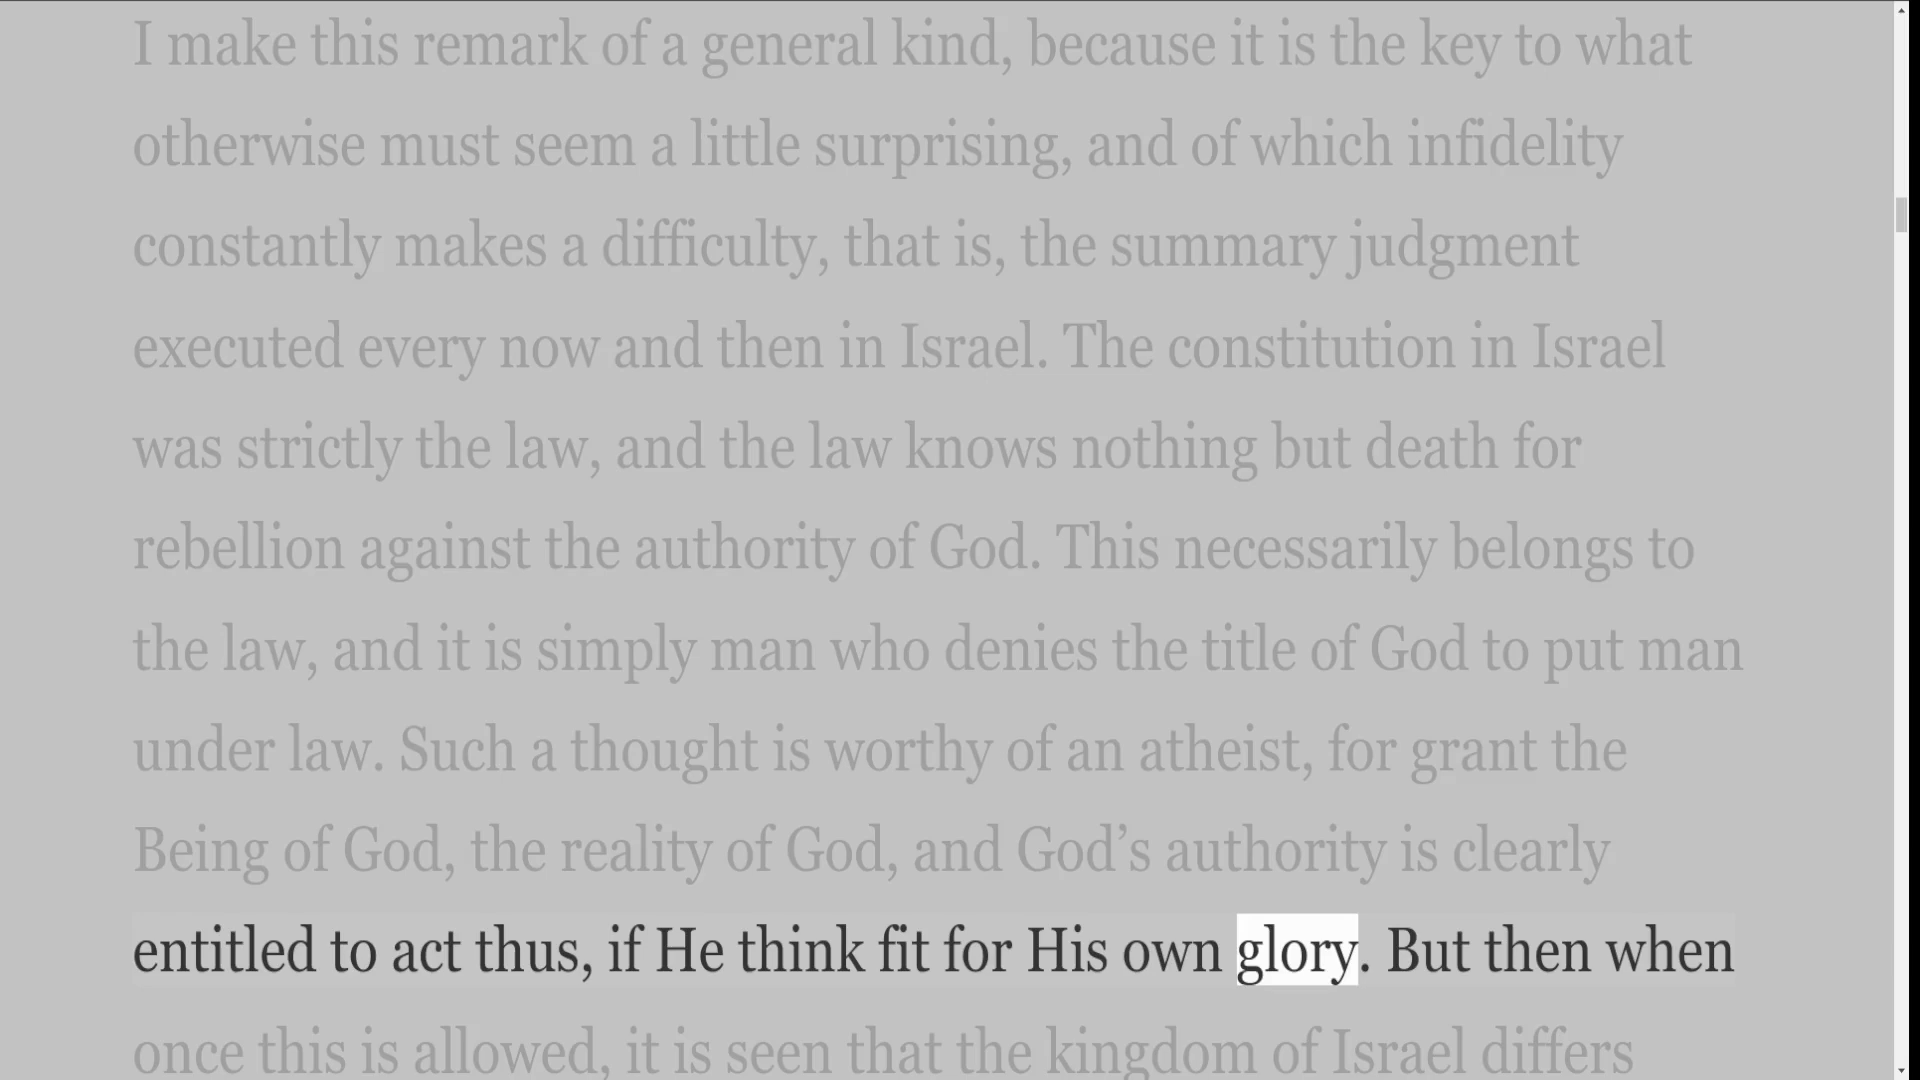 I make this remark of a general kind, because it is the key to what
otherwise must seem a little surprising, and of which infidelity
constantly makes a difficulty, that is, the summary judgment
executed every now and then in Israel. The constitution in Israel
was strictly the law, and the law knows nothing but death for
rebellion against the authority of God. This necessarily belongs to
the law, and it is simply man who denies the title of God to put man
under law. Such a thought is worthy of an atheist, for grant the
Being of God, the reality of God, and God’s authority is clearly
entitled to act thus, if He think fit for His own glory. But then when
once this is allowed, it is seen that the kingdom of Israel differs